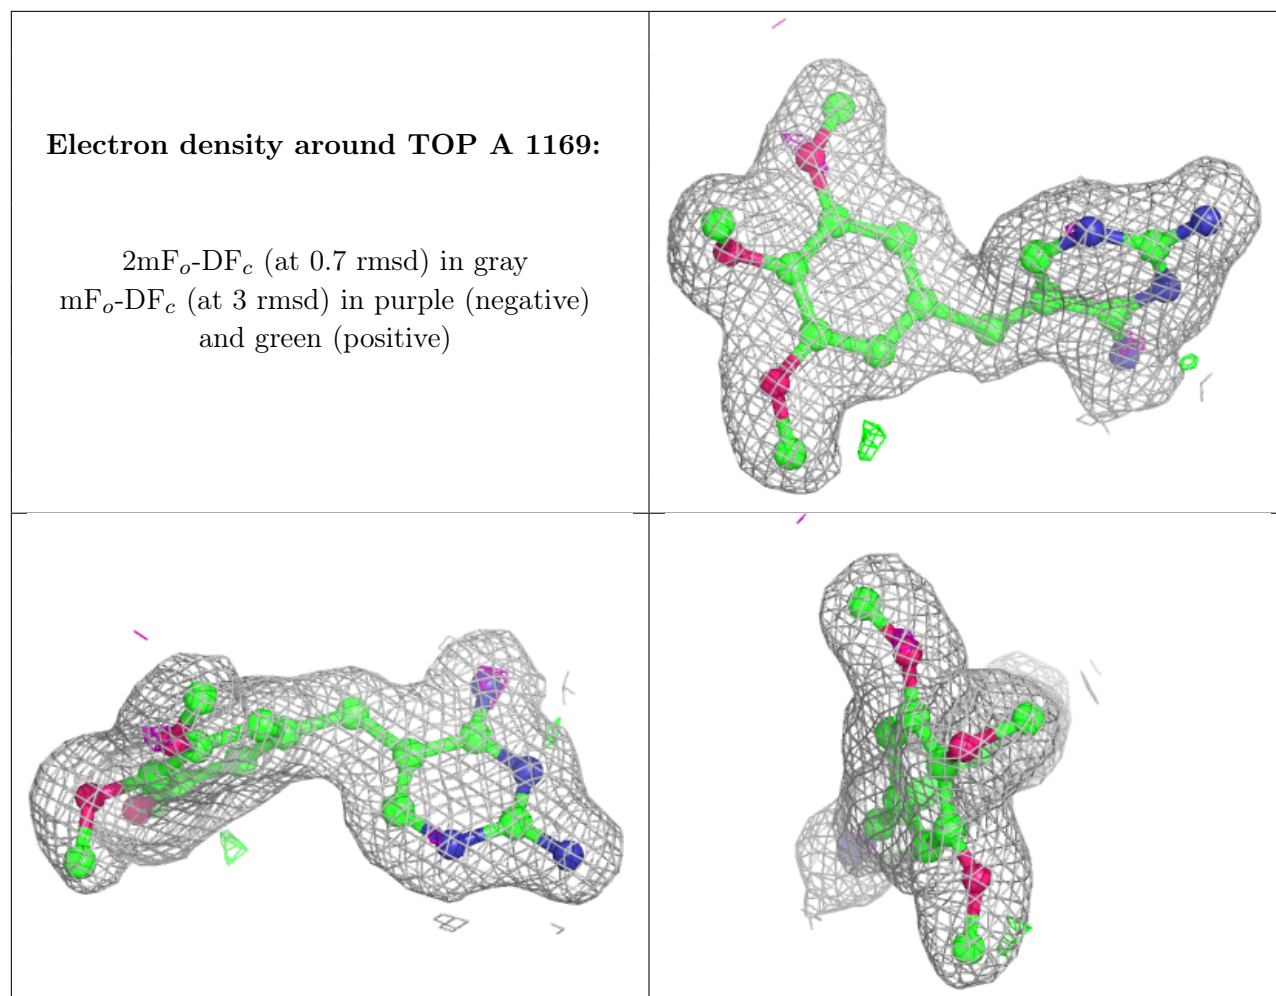 Electron density around TOP A 1169:
2mFo-DFc (at 0.7 rmsd) in gray
mFo-DFc (at 3 rmsd) in purple (negative)
and green (positive)